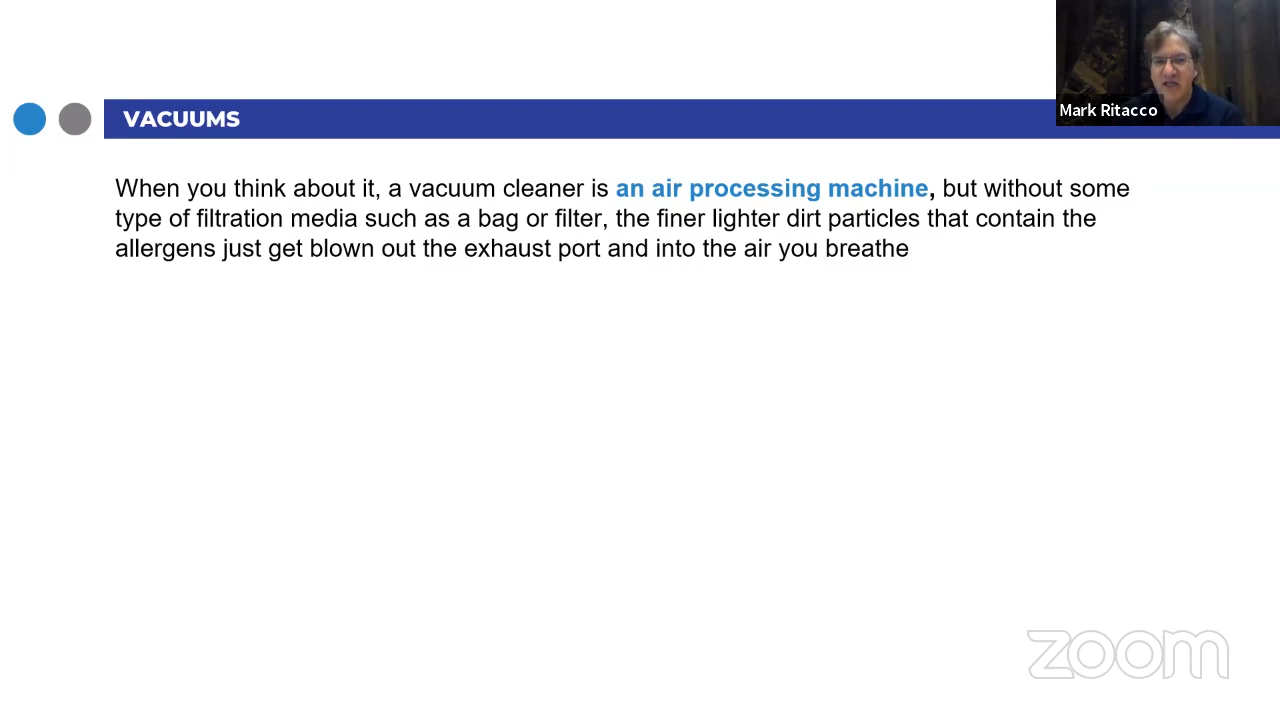 Mark Ritacco
VACUUMS
When you think about it, a vacuum cleaner is an air processing machine, but without some
type of filtration media such as a bag or filter, the finer lighter dirt particles that contain the
allergens just get blown out the exhaust port and into the air you breathe
zoom